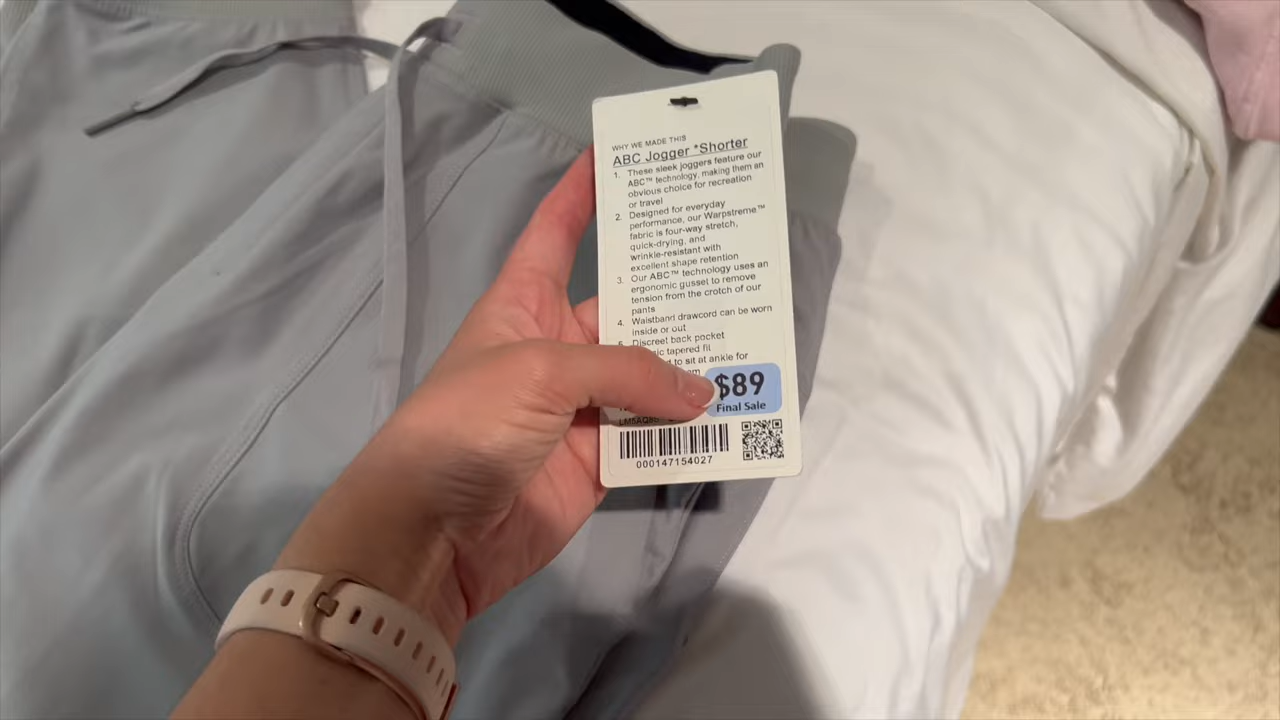 WHY WE MADE THIS
ABC Jogger *Shorter
1. These sleek joggers feature our
ABC™ technology, making them an
obvious choice for recreation
or travel
2. Designed for everyday
performance, our Warpstreme™
fabric is four-way stretch,
quick-drying, and
wrinkle-resistant with
excellent shape retention
3. Our ABC™ technology uses an
ergonomic gusset to remove
tension from the crotch of our
pants
4. Waistband drawcord can be worn
inside or out
5. Discreet back pocket
sic tapered fit
to sit at ankle for
$89
Final Sale
000147154027